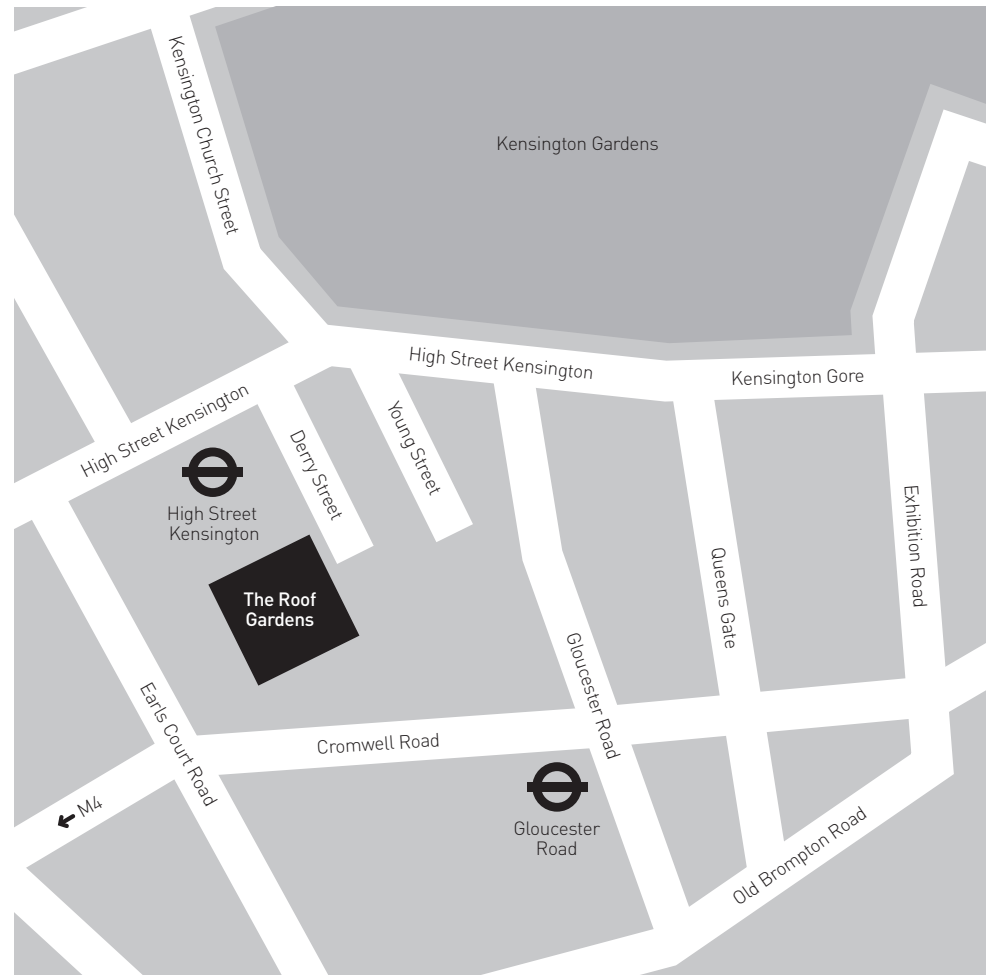 Kensington Church Street
Kensington Gardens
High Street Kensington
Kensington Gore
High Street Kensington
Derry Street
Young Street
High Street
Kensington
Exhibition Road
Queens Gate
The Roof
Gardens
Gloucester Road
Earls Court Road
Cromwell Road
M4
Gloucester
Road
Old Brompton Road